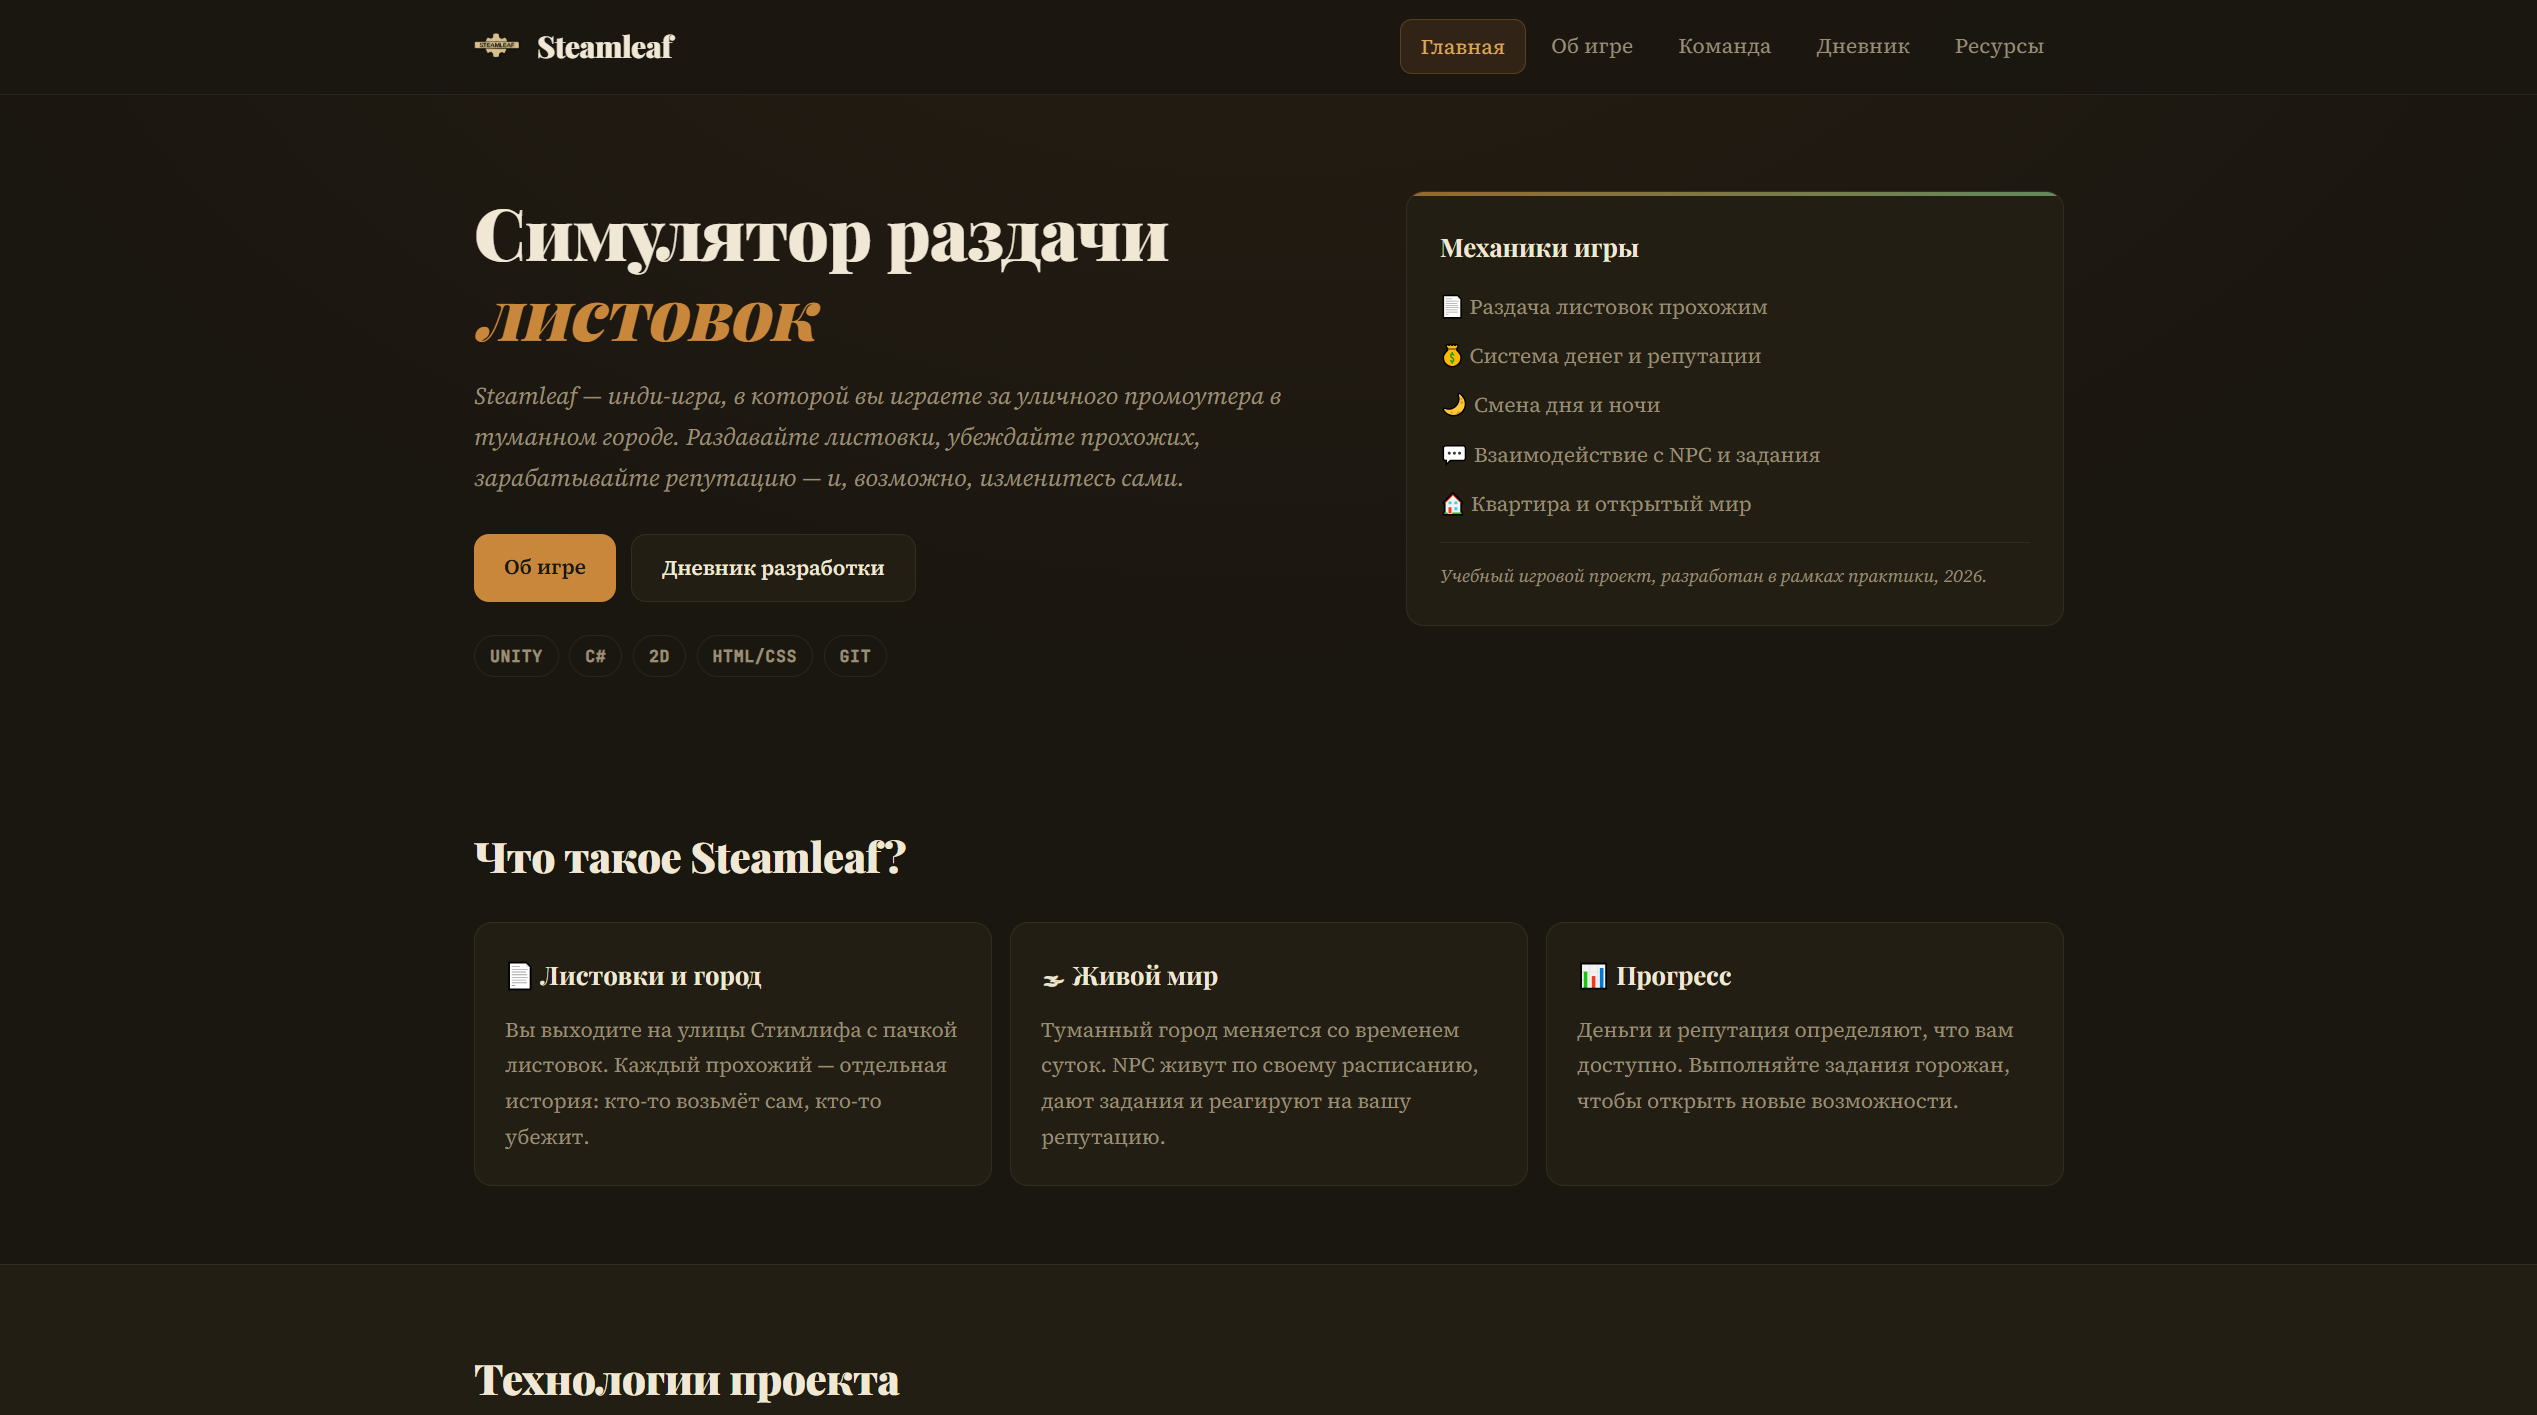 STEAMLEAF
Steamleaf
Главная
Об игре
Команда
Дневник
Ресурсы
Симулятор раздачи
листовок
Steamleaf — инди-игра, в которой вы играете за уличного промоутера в
туманном городе. Раздавайте листовки, убеждайте прохожих,
зарабатывайте репутацию — и, возможно, изменитесь сами.
Об игре
Дневник разработки
UNITY
C#
2D
HTML/CSS
GIT
Механики игры
📄 Раздача листовок прохожим
💰 Система денег и репутации
🌙 Смена дня и ночи
💬 Взаимодействие с NPC и задания
🏠 Квартира и открытый мир
Учебный игровой проект, разработан в рамках практики, 2026.
Что такое Steamleaf?
📄 Листовки и город
Вы выходите на улицы Стимлифа с пачкой
листовок. Каждый прохожий — отдельная
история: кто-то возьмёт сам, кто-то
убежит.
🌫 Живой мир
Туманный город меняется со временем
суток. NPC живут по своему расписанию,
дают задания и реагируют на вашу
репутацию.
📊 Прогресс
Деньги и репутация определяют, что вам
доступно. Выполняйте задания горожан,
чтобы открыть новые возможности.
Технологии проекта